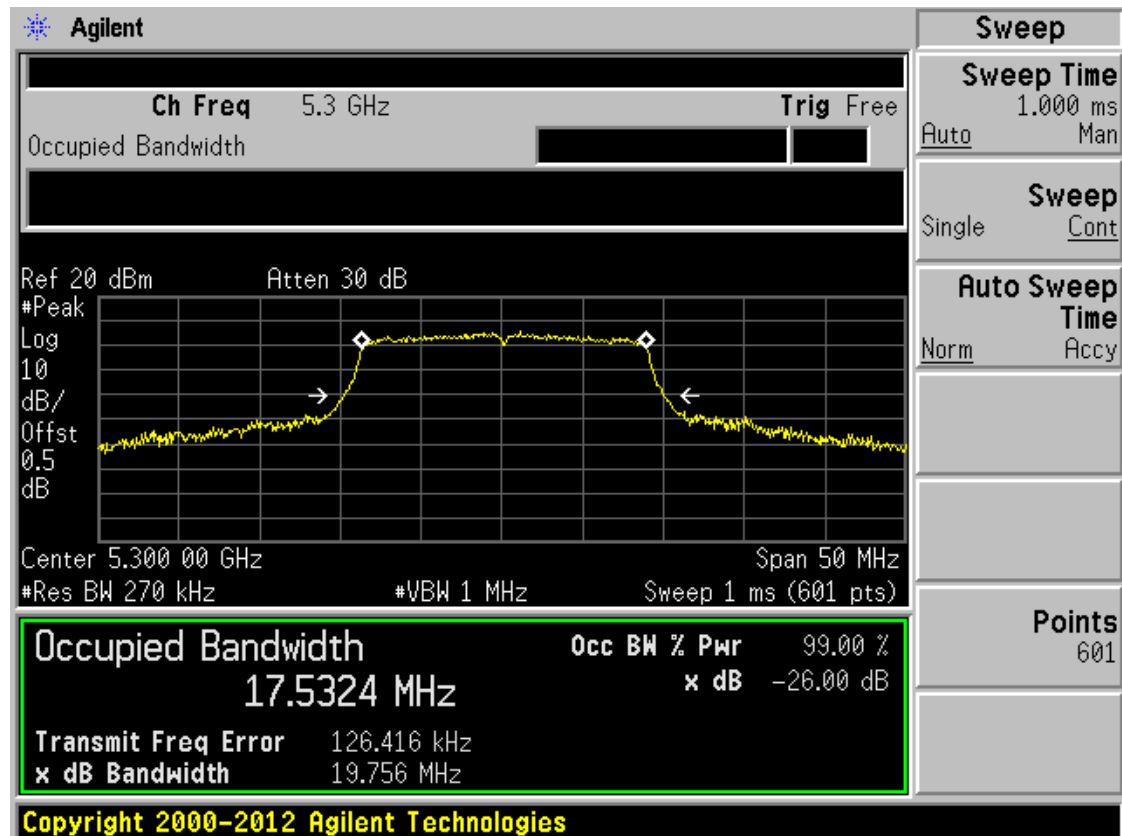 Agilent
Sweep
Ch Freq 5.3 GHz Trig Free
Occupied Bandwidth
Sweep Time
1.000 ms
Auto Man
Sweep
Single Cont
Auto Sweep
Time
Norm Accy
Ref 20 dBm Atten 30 dB
#Peak
Log
10
dB/
Offst
0.5
dB
Center 5.300 00 GHz Span 50 MHz
#Res BW 270 kHz #VBW 1 MHz Sweep 1 ms (601 pts)
Points
601
Occupied Bandwidth
17.5324 MHz
Occ BW % Pwr 99.00 %
x dB -26.00 dB
Transmit Freq Error 126.416 kHz
x dB Bandwidth 19.756 MHz
Copyright 2000-2012 Agilent Technologies